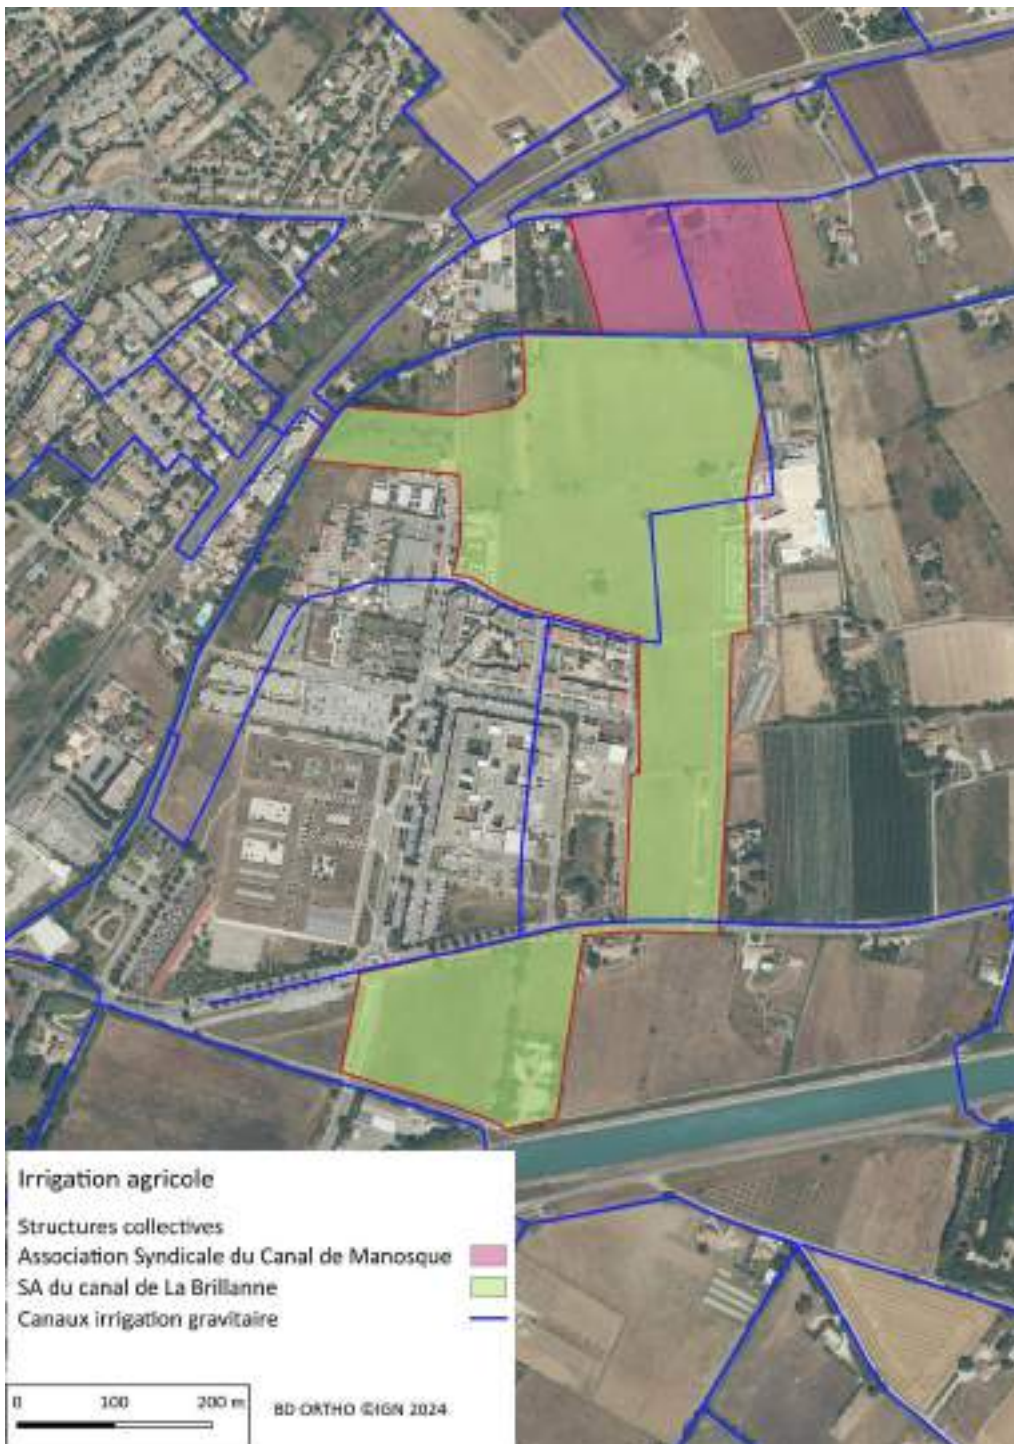 Irrigation agricole
Structures collectives
Association Syndicale du Canal de Manosque
SA du canal de La Brillanne
Canaux irrigation gravitaire
0 100 200 m
BD ORTHO ©IGN 2024